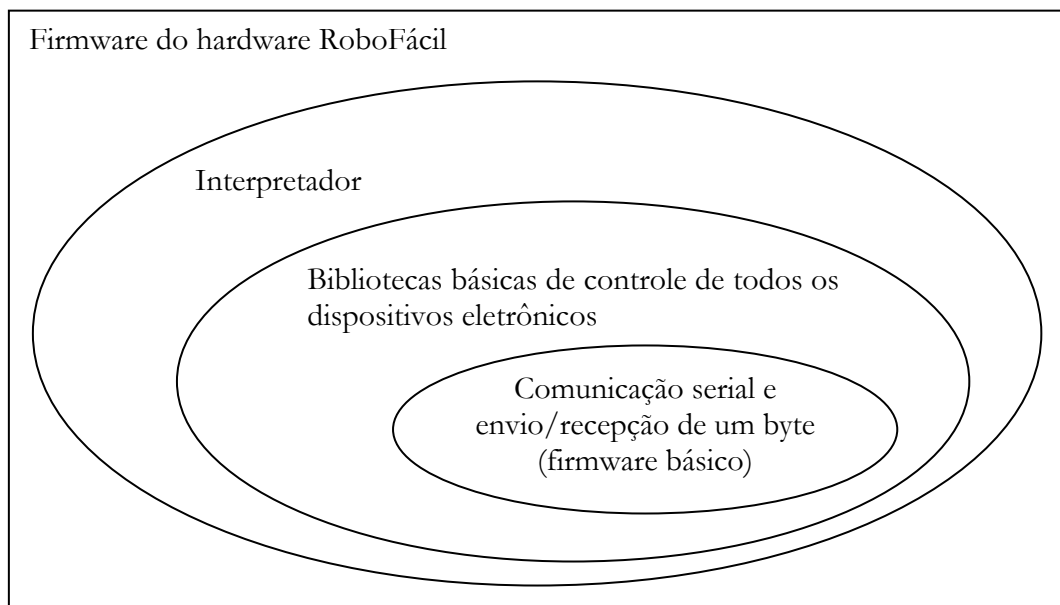 Firmware do hardware RoboFácil
Interpretador
Bibliotecas básicas de controle de todos os
dispositivos eletrônicos
Comunicação serial e
envio/recepção de um byte
(firmware básico)